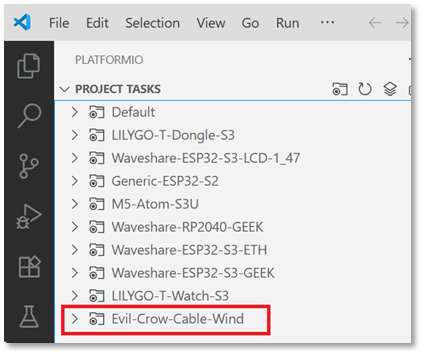 File Edit Selection View Go Run ···
PLATFORMIO
PROJECT TASKS
Default
LILYGO-T-Dongle-S3
Waveshare-ESP32-S3-LCD-1_47
Generic-ESP32-S2
M5-Atom-S3U
Waveshare-RP2040-GEEK
Waveshare-ESP32-S3-ETH
Waveshare-ESP32-S3-GEEK
LILYGO-T-Watch-S3
Evil-Crow-Cable-Wind